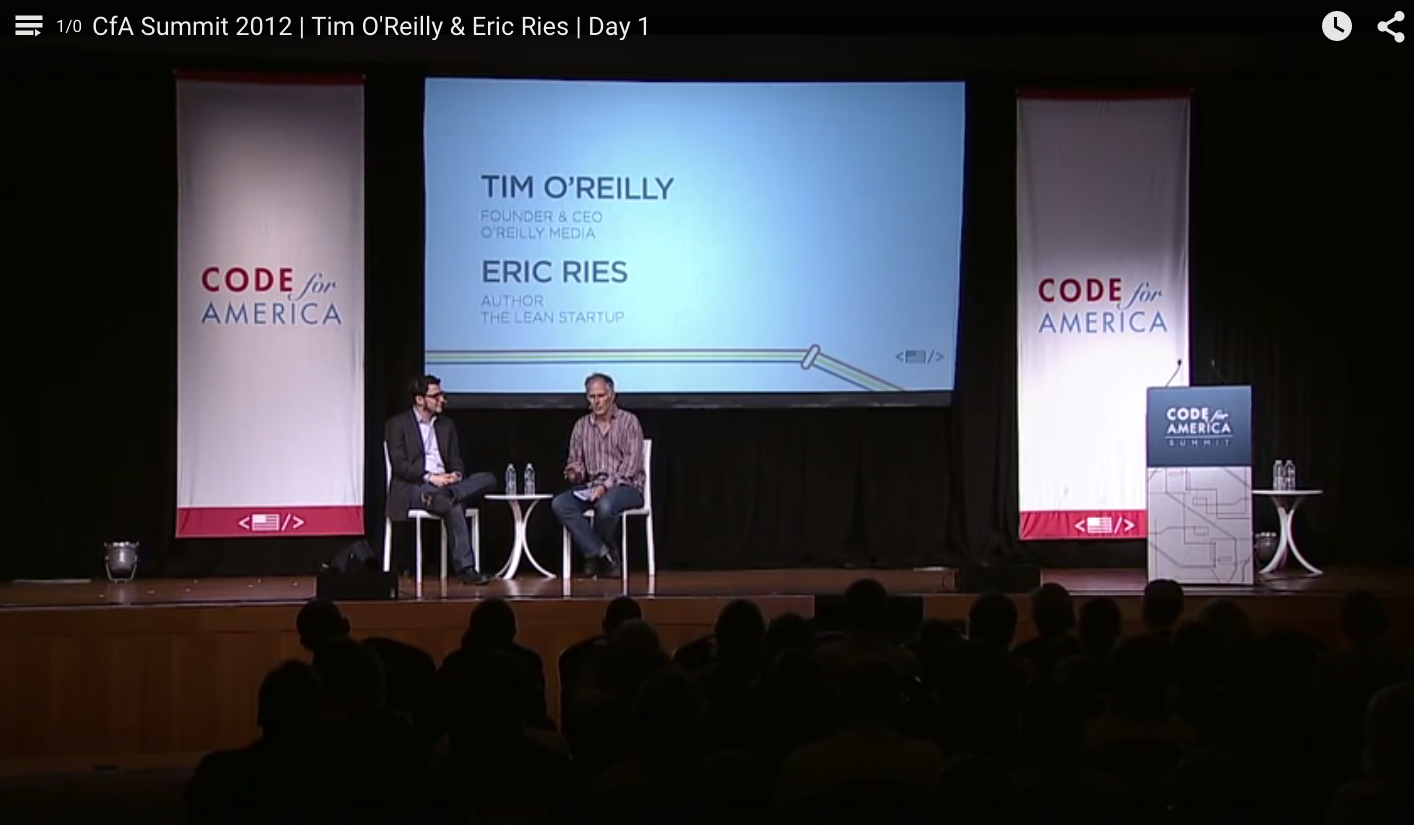 1/0 CfA Summit 2012 | Tim O'Reilly & Eric Ries | Day 1
TIM O'REILLY
FOUNDER & CEO
O'REILLY MEDIA
ERIC RIES
AUTHOR
THE LEAN STARTUP
< />
CODE for
AMERICA
< />
CODE for
AMERICA
< />
CODE for
AMERICA
SUMMIT